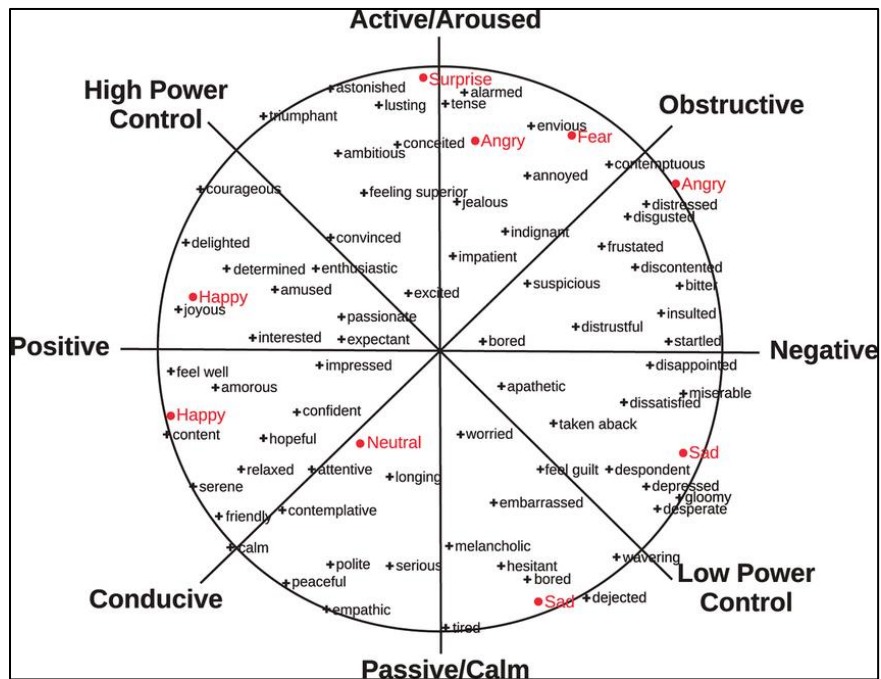 Active/Aroused
astonished
Surprise
alarmed
High Power
Control
lusting
tense
Obstructive
triumphant
envious
Fear
conceited
Angry
ambitious
contemptuous
annoyed
Angry
courageous
feeling superior
jealous
distressed
disgusted
convinced
indignant
delighted
frustated
impatient
determined
enthusiastic
discontented
suspicious
bitter
amused
excited
Happy
joyous
passionate
insulted
distrustful
interested
expectant
bored
startled
Positive
Negative
impressed
disappointed
feel well
amorous
apathetic
miserable
dissatisfied
Happy
confident
taken aback
content
hopeful
Neutral
worried
Sad
relaxed
attentive
longing
feel guilt
despondent
serene
depressed
gloomy
embarrassed
desperate
friendly
contemplative
calm
melancholic
wavering
polite
serious
hesitant
Low Power
Control
peaceful
bored
Conducive
Sad
dejected
empathic
tired
Passive/Calm